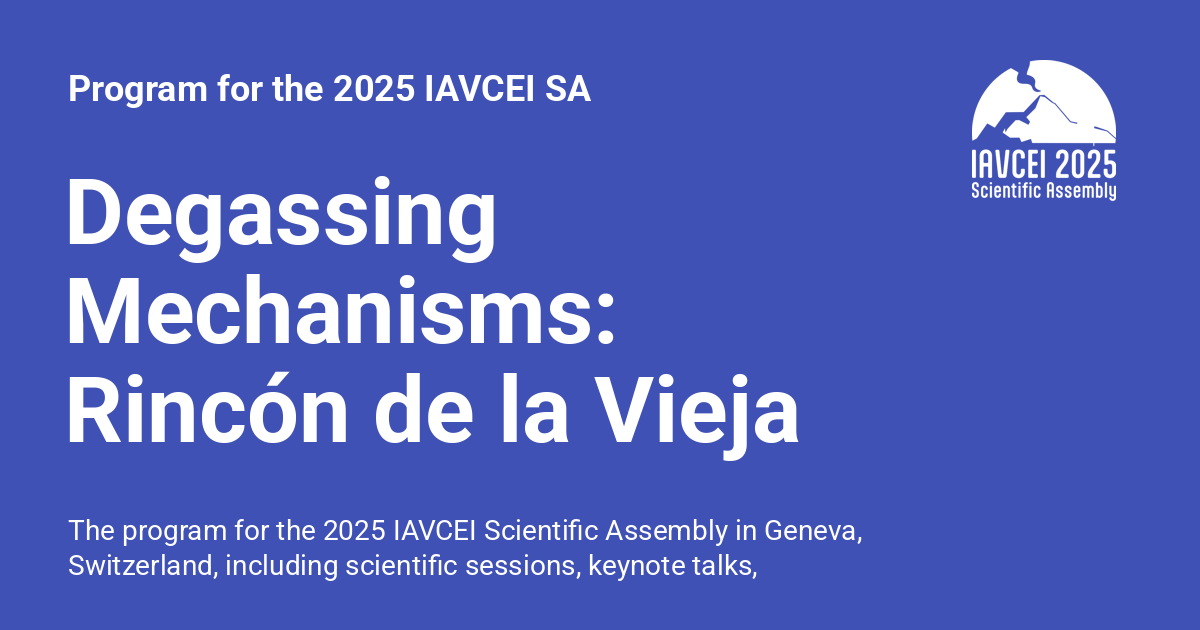 Program for the 2025 IAVCEI SA
IAVCEI 2025
Scientific Assembly
Degassing
Mechanisms:
Rincón de la Vieja
The program for the 2025 IAVCEI Scientific Assembly in Geneva,
Switzerland, including scientific sessions, keynote talks,